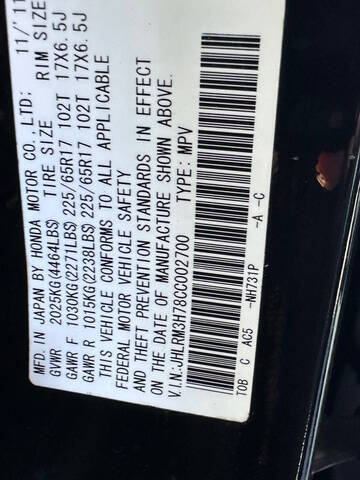 MFD. IN JAPAN BY HONDA MOTOR CO.,LTD: 11/'11
GVWR 2025KG(4464LBS) TIRE SIZE RIM SIZE
GAWR F 1030KG(2271LBS) 225/65R17 102T 17X6.5J
GAWR R 1015KG(2238LBS) 225/65R17 102T 17X6.5J
THIS VEHICLE CONFORMS TO ALL APPLICABLE
FEDERAL MOTOR VEHICLE SAFETY
AND THEFT PREVENTION STANDARDS IN EFFECT
ON THE DATE OF MANUFACTURE SHOWN ABOVE.
V.I.N:JHLRM3H78CC002700 TYPE: MPV
TOB C AC5 -NH731P -A -C